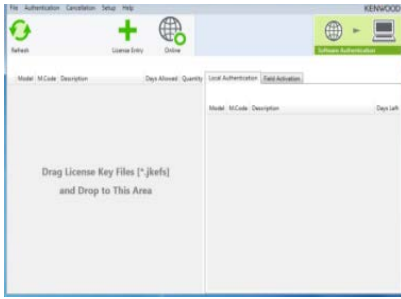 File Authentication Cancellation Setup Help
KENWOOD
Refresh
License Entry
Online
Software Authentication
Model M.Code Description Days Allowed Quantity
Local Authentication Field Activation
Model M.Code Description Days Left
Drag License Key Files [*.jkefs]
and Drop to This Area